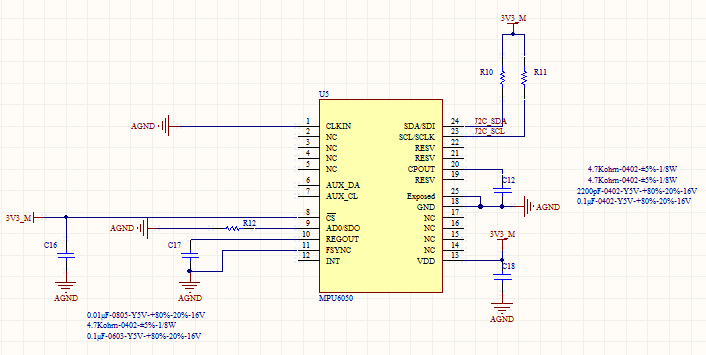 3V3_M
R10
R11
U5
1
CLKIN
SDA/SDI
24
I2C_SDA
AGND
2
NC
SCL/SCLK
23
I2C_SCL
3
NC
RESV
22
4
NC
RESV
21
5
NC
CPOUT
20
RESV
19
C12
6
AUX_DA
7
AUX_CL
Exposed
25
GND
18
AGND
4.7Kohm-0402-±5%-1/8W
4.7Kohm-0402-±5%-1/8W
2200pF-0402-Y5V-+80%-20%-16V
0.1µF-0402-Y5V-+80%-20%-16V
3V3_M
8
CS
NC
17
AGND
R12
9
AD0/SDO
NC
16
10
REGOUT
NC
15
3V3_M
C16
C17
11
FSYNC
NC
14
12
INT
VDD
13
C18
AGND
AGND
MPU6050
AGND
0.01µF-0805-Y5V-+80%-20%-16V
4.7Kohm-0402-±5%-1/8W
0.1µF-0603-Y5V-+80%-20%-16V